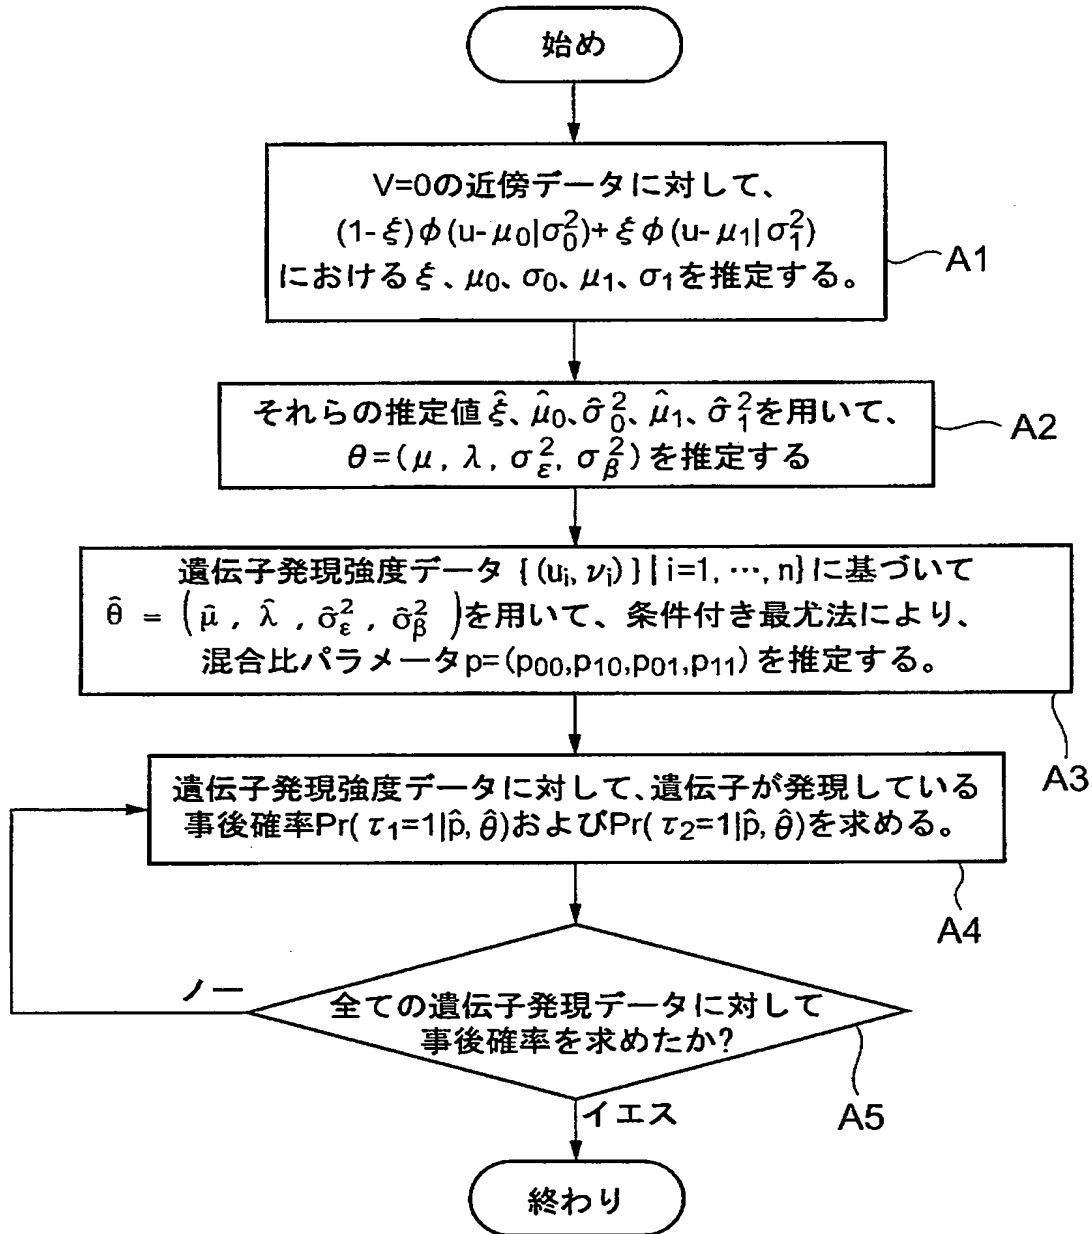 始め
V=0の近傍データに対して、
(1-ξ)φ(u-μ₀|σ₀²)+ξφ(u-μ₁|σ₁²)
におけるξ、μ₀、σ₀、μ₁、σ₁を推定する。
A1
それらの推定値ξ̂、μ̂₀、σ̂₀²、μ̂₁、σ̂₁²を用いて、
θ=(μ, λ, σ_ε², σ_β²)を推定する
A2
遺伝子発現強度データ{(uᵢ, νᵢ)}|i=1, …, n}に基づいて
θ̂ = (μ̂, λ̂, σ̂_ε², σ̂_β²)を用いて、条件付き最尤法により、
混合比パラメータp=(p₀₀,p₁₀,p₀₁,p₁₁)を推定する。
A3
遺伝子発現強度データに対して、遺伝子が発現している
事後確率Pr(τ₁=1|p̂, θ̂)およびPr(τ₂=1|p̂, θ̂)を求める。
A4
ノー
全ての遺伝子発現データに対して
事後確率を求めたか?
A5
イエス
終わり